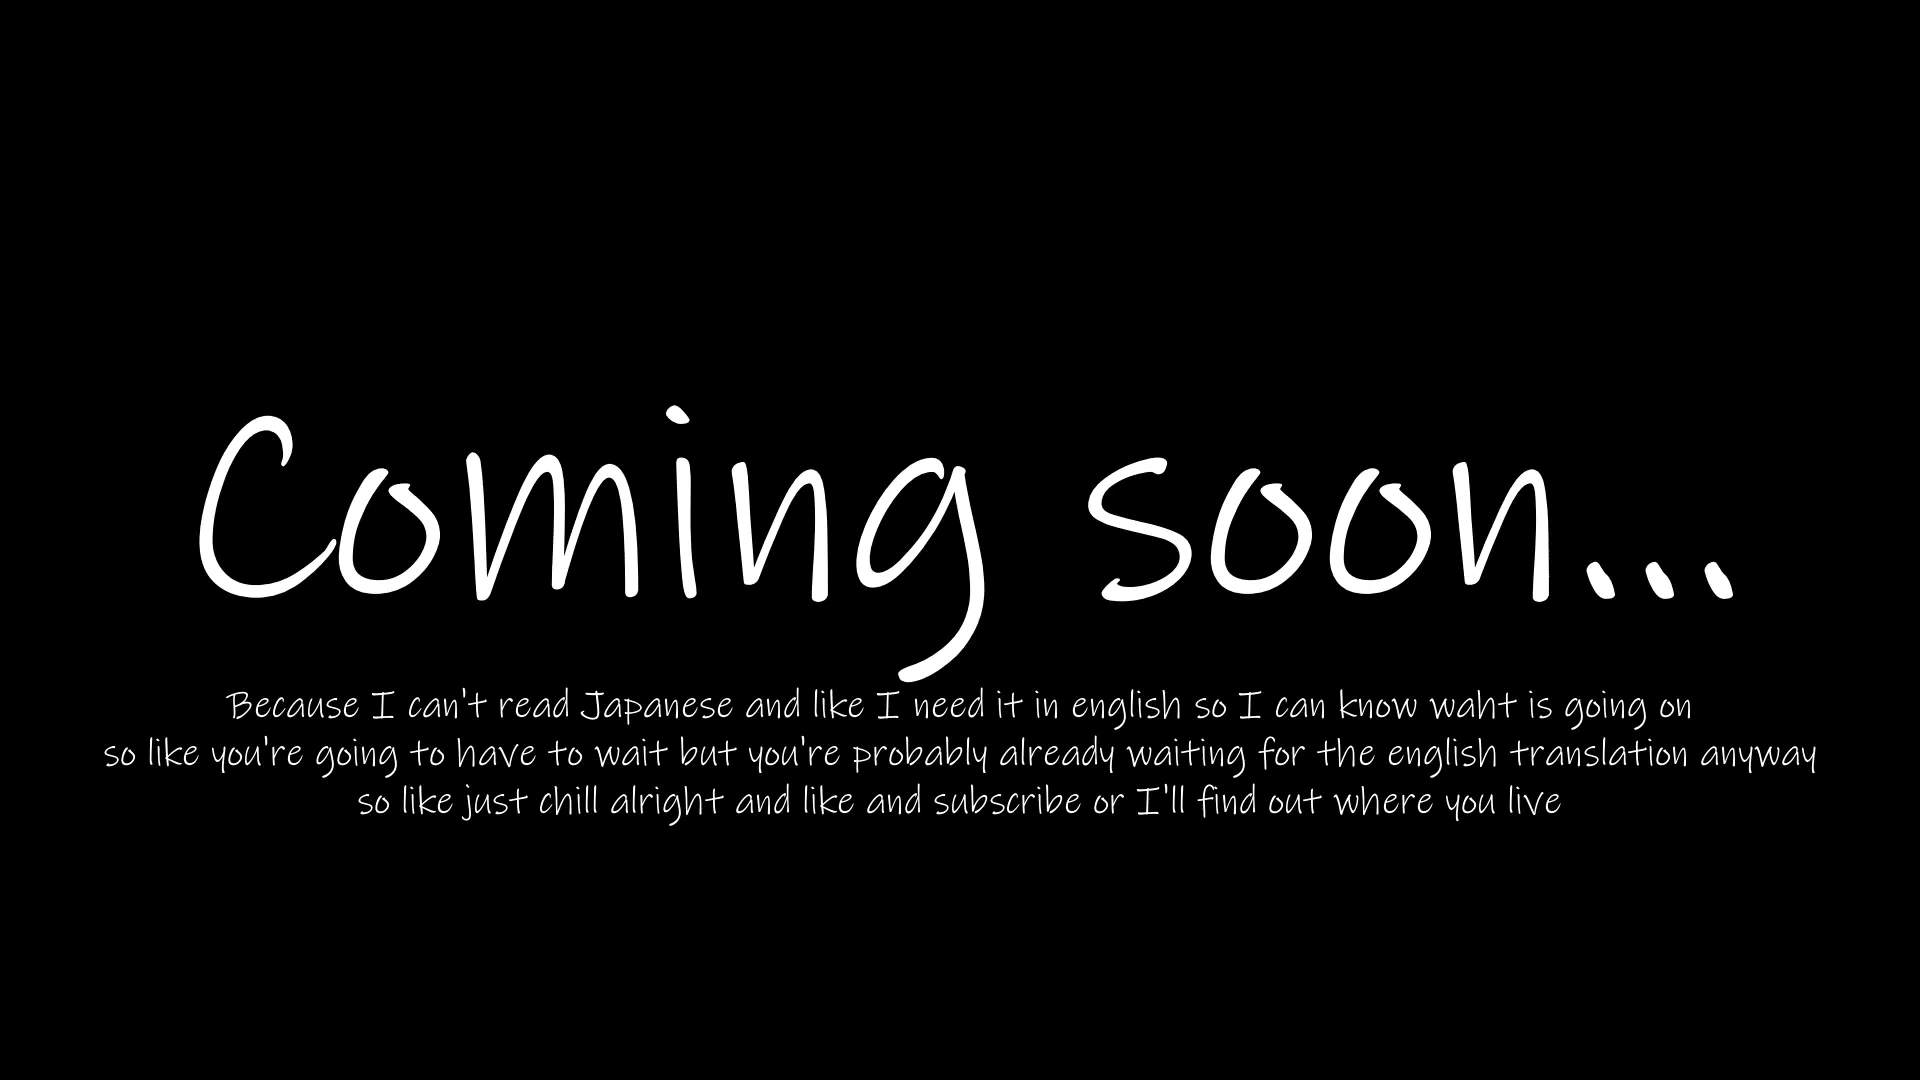 Coming soon...
Because I can't read Japanese and like I need it in english so I can know waht is going on
so like you're going to have to wait but you're probably already waiting for the english translation anyway
so like just chill alright and like and subscribe or I'll find out where you live